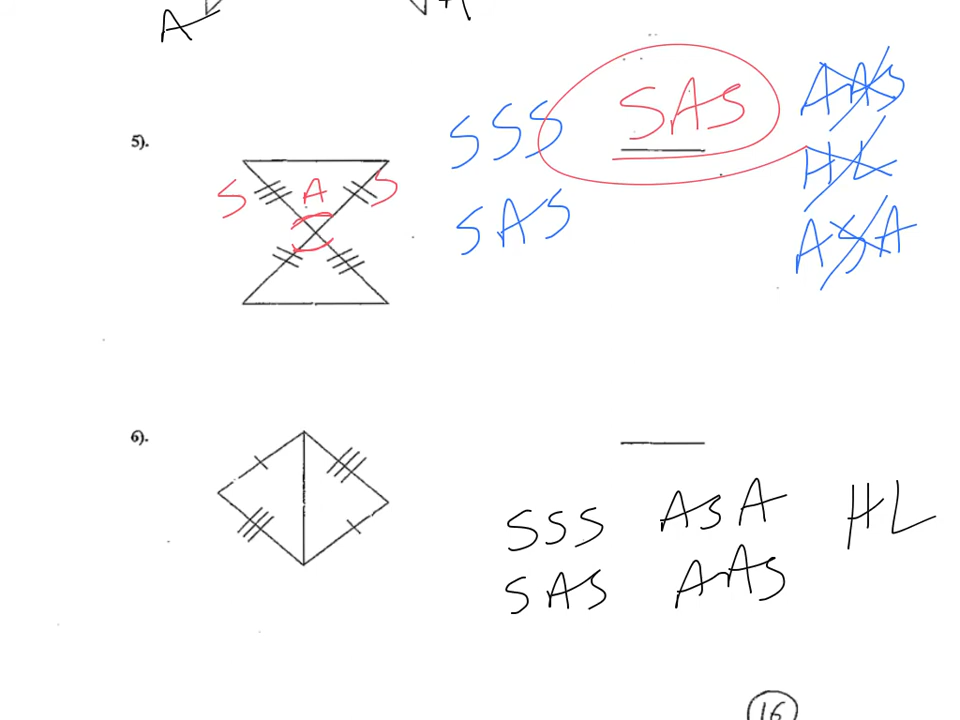 A A
5).
SSS SAS AAS
HL
S A S
SAS ASA
6).
SSS ASA HL
SAS AAS
16